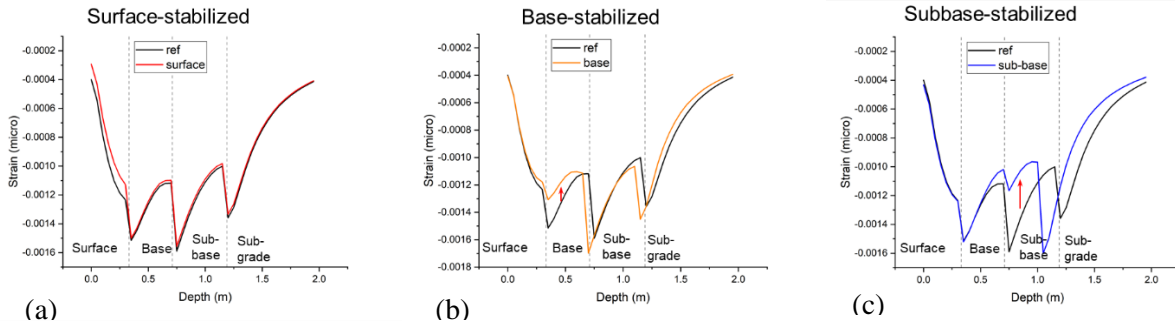 Surface-stabilized
ref
surface
-0.0002
-0.0004
-0.0006
-0.0008
-0.0010
-0.0012
-0.0014
-0.0016
Strain (micro)
Surface
Base
Sub-
base
Sub-
grade
0.0
0.5
1.0
1.5
2.0
Depth (m)
(a)
Base-stabilized
ref
base
-0.0002
-0.0004
-0.0006
-0.0008
-0.0010
-0.0012
-0.0014
-0.0016
-0.0018
Strain (micro)
Surface
Base
Sub-
base
Sub-
grade
0.0
0.5
1.0
1.5
2.0
Depth (m)
(b)
Subbase-stabilized
ref
sub-base
-0.0002
-0.0004
-0.0006
-0.0008
-0.0010
-0.0012
-0.0014
-0.0016
Strain (micro)
Surface
Base
Sub-
base
Sub-
grade
0.0
0.5
1.0
1.5
2.0
Depth (m)
(c)